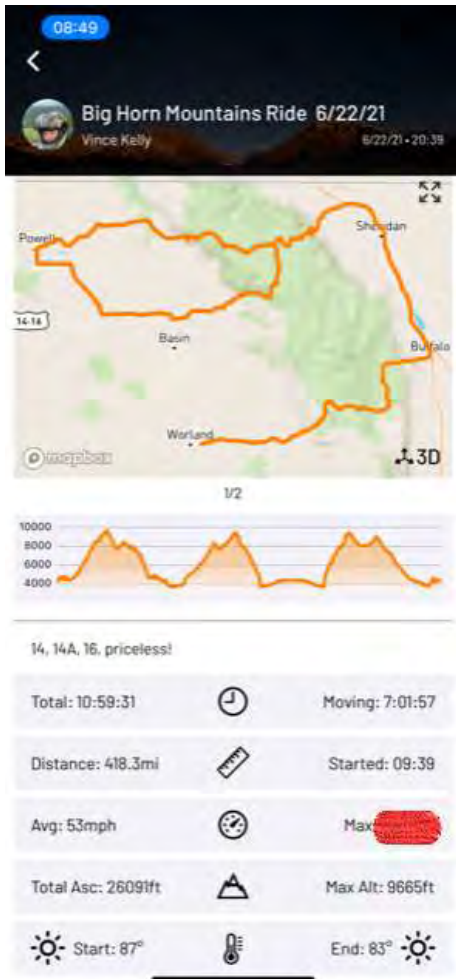 08:49
Big Horn Mountains Ride 6/22/21
Vince Kelly
6/22/21 • 20:39
Sheridan
Powell
14-16
Basin
Buffalo
Worland
mapbox
3D
1/2
10000
8000
6000
4000
14, 14A, 16, priceless!
Total: 10:59:31
Moving: 7:01:57
Distance: 418.3mi
Started: 09:39
Avg: 53mph
Max
Total Asc: 26091ft
Max Alt: 9665ft
Start: 87°
End: 83°